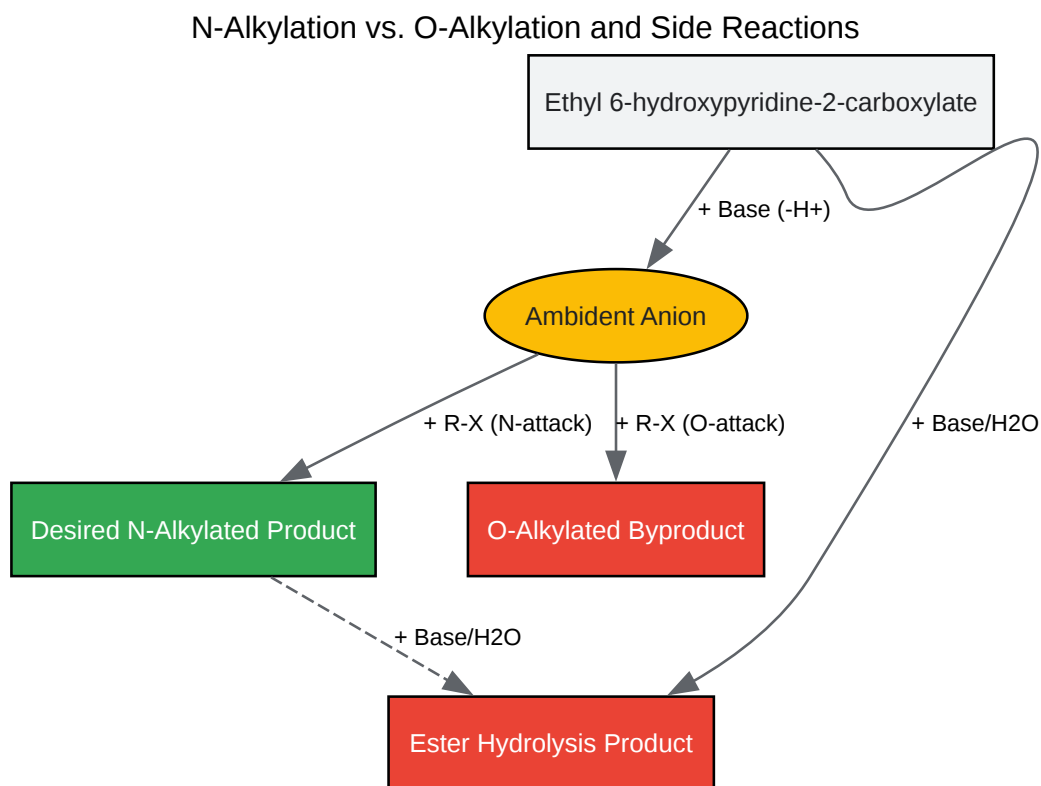 N-Alkylation vs. O-Alkylation and Side Reactions
Ethyl 6-hydroxypyridine-2-carboxylate
+ Base (-H+)
Ambident Anion
+ R-X (N-attack)
+ R-X (O-attack)
+ Base/H2O
Desired N-Alkylated Product
O-Alkylated Byproduct
+ Base/H2O
Ester Hydrolysis Product